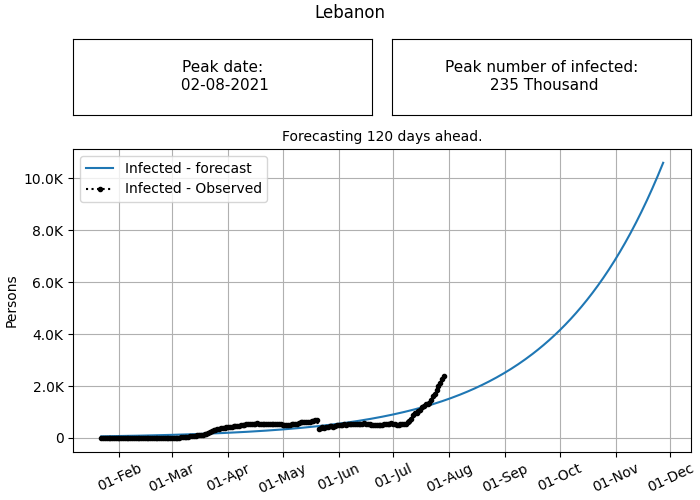 Lebanon
Peak date:
02-08-2021
Peak number of infected:
235 Thousand
Forecasting 120 days ahead.
Infected - forecast
Infected - Observed
Persons
10.0K
8.0K
6.0K
4.0K
2.0K
0
01-Feb
01-Mar
01-Apr
01-May
01-Jun
01-Jul
01-Aug
01-Sep
01-Oct
01-Nov
01-Dec